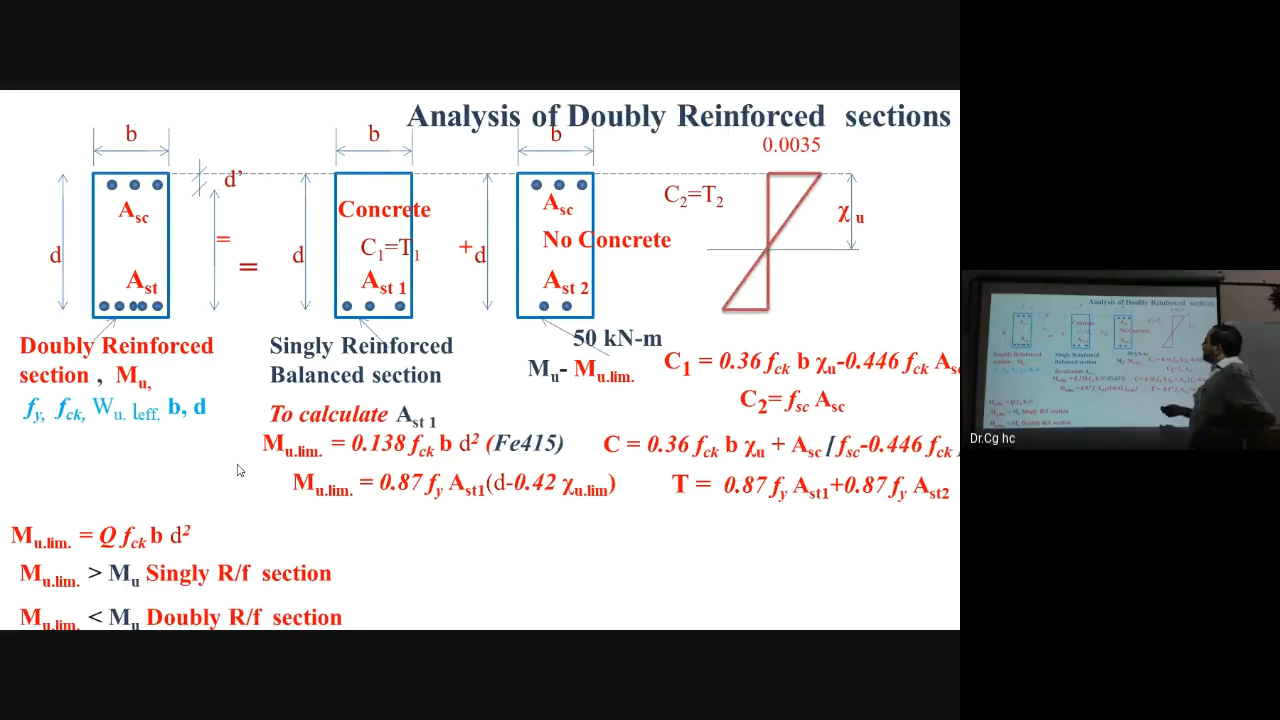 Analysis of Doubly Reinforced sections
b
b
b
0.0035
d'
A_sc
Concrete
A_sc
C₂=T₂
χ_u
=
=
C₁=T₁
+
No Concrete
d
d
d
A_st
A_st 1
A_st 2
Doubly Reinforced
section , M_u,
f_y, f_ck, W_u, l_eff, b, d
Singly Reinforced
Balanced section
50 kN-m
M_u- M_u.lim.
C₁ = 0.36 f_ck b χ_u-0.446 f_ck A_sc
C₂= f_sc A_sc
To calculate A_st 1
M_u.lim. = 0.138 f_ck b d² (Fe415)
C = 0.36 f_ck b χ_u + A_sc [f_sc-0.446 f_ck
M_u.lim. = 0.87 f_y A_st1(d-0.42 χ_u.lim)
T = 0.87 f_y A_st1+0.87 f_y A_st2
M_u.lim. = Q f_ck b d²
M_u.lim. > M_u Singly R/f section
M_u.lim. < M_u Doubly R/f section
Dr.Cg hc